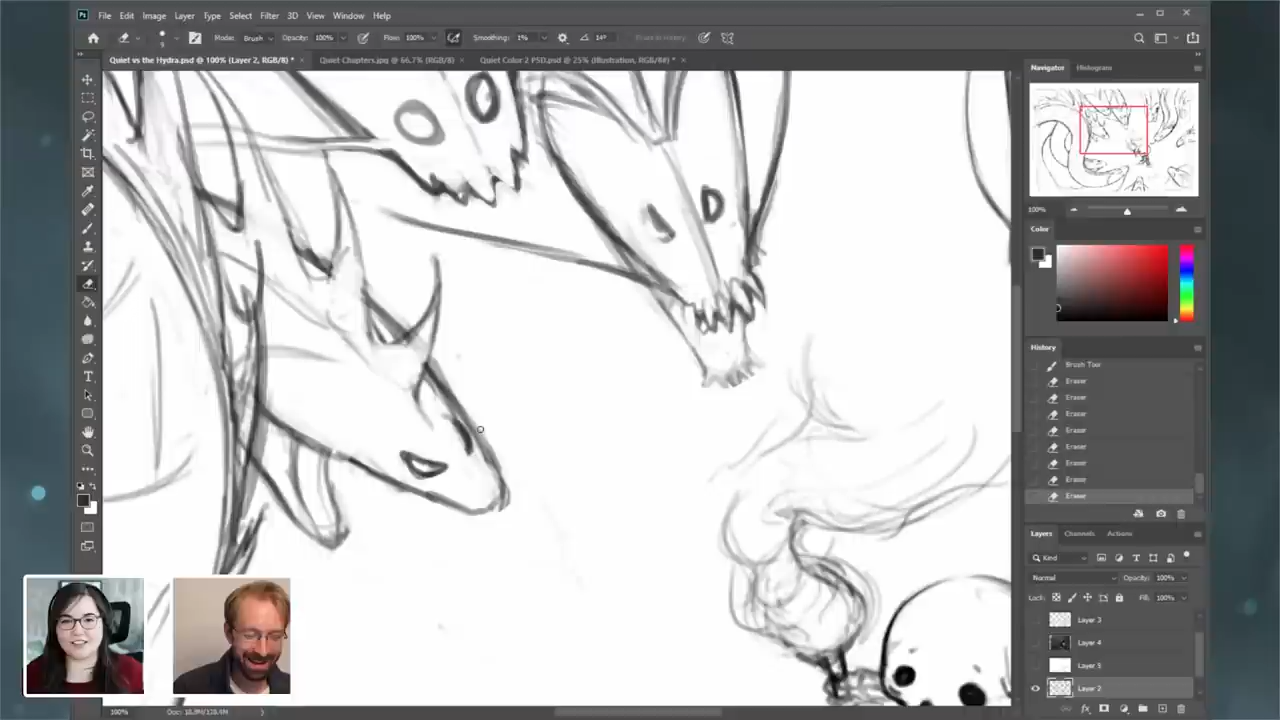 Ps File Edit Image Layer Type Select Filter 3D View Window Help
9 Mode: Brush Opacity: 100% Flow: 100% Smoothing: 1% 14°
Quiet vs the Hydra.psd @ 100% (Layer 2, RGB/8) * × Quiet Chapters.jpg @ 66.7% (RGB/8) × Quiet Color 2 PSD.psd @ 25% (Illustration, RGB/8#) * ×
Navigator Histogram
100%
Color
History
Brush Tool
Eraser
Eraser
Eraser
Eraser
Eraser
Eraser
Eraser
Eraser
Layers Channels Actions
Kind
Normal Opacity: 100%
Lock: Fill: 100%
Layer 3
Layer 4
Layer 5
Layer 2
100%